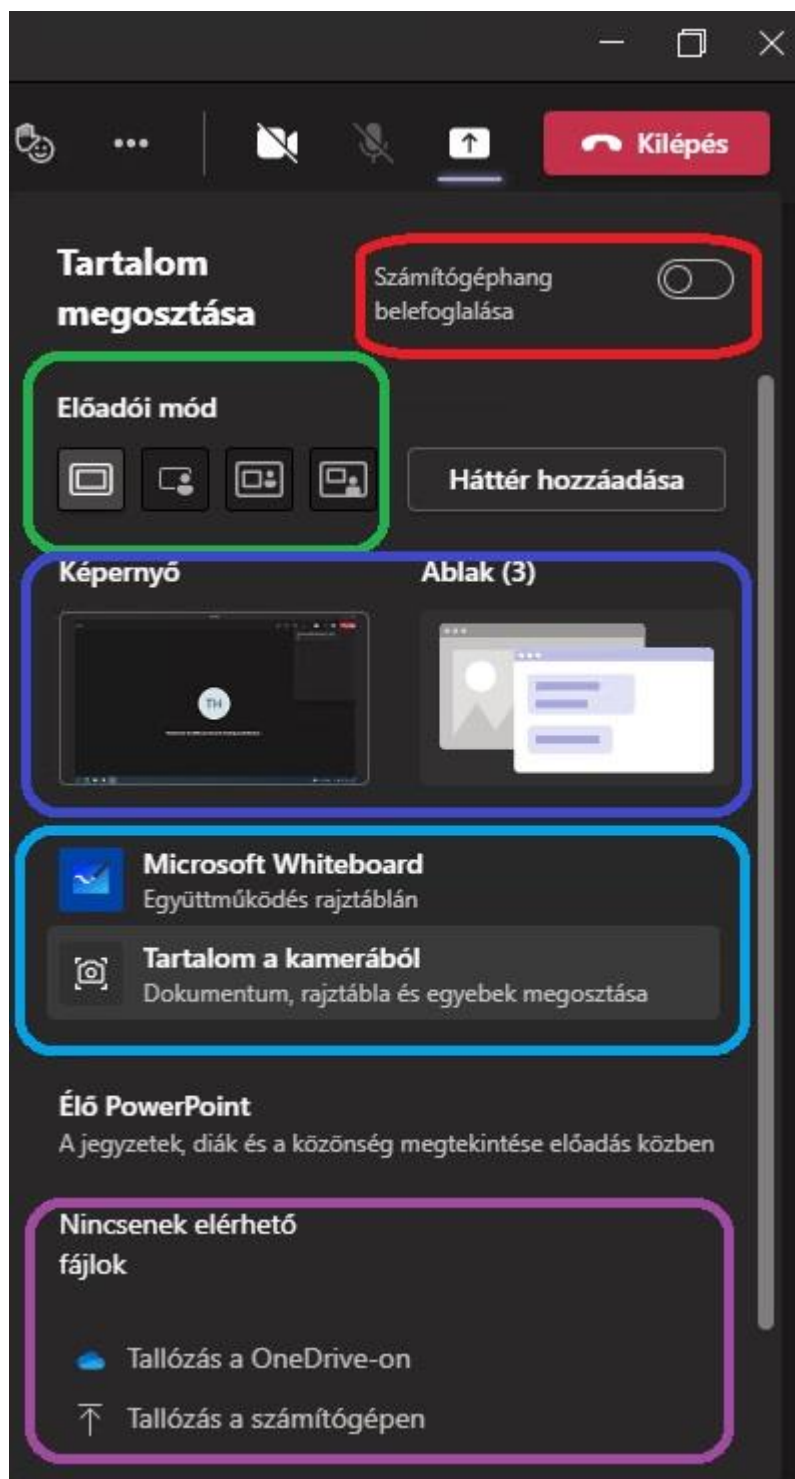 Kilépés
Tartalom
megosztása
Számítógéphang
belefoglalása
Előadói mód
Háttér hozzáadása
Képernyő
Ablak (3)
TH
Microsoft Whiteboard
Együttműködés rajztáblán
Tartalom a kamerából
Dokumentum, rajztábla és egyebek megosztása
Élő PowerPoint
A jegyzetek, diák és a közönség megtekintése előadás közben
Nincsenek elérhető
fájlok
Tallózás a OneDrive-on
Tallózás a számítógépen